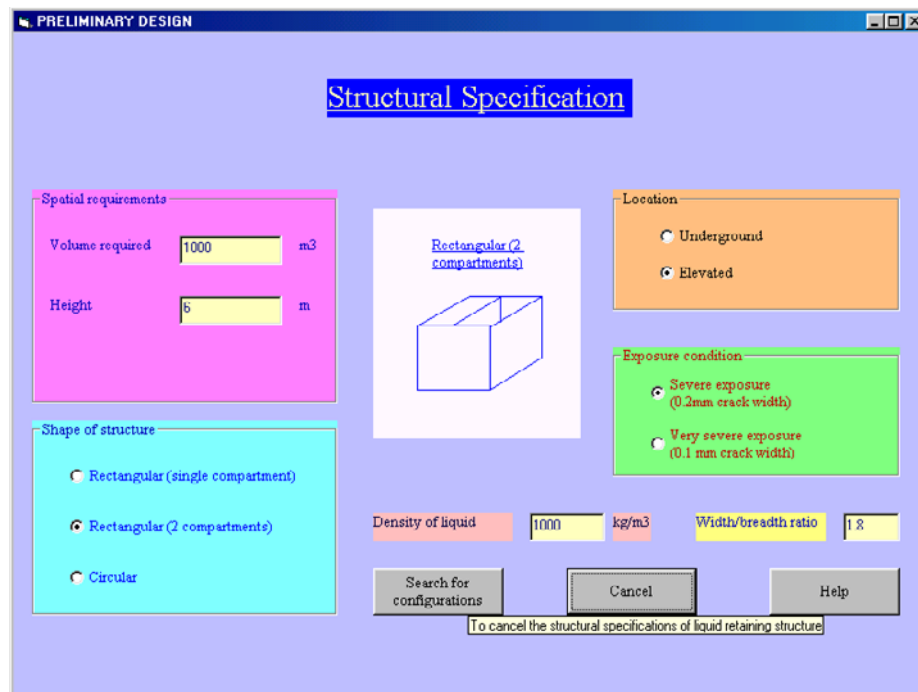 PRELIMINARY DESIGN
Structural Specification
Spatial requirements
Volume required 1000 m3
Height 6 m
Rectangular (2
compartments)
Location
Underground
Elevated
Exposure condition
Severe exposure
(0.2mm crack width)
Very severe exposure
(0.1 mm crack width)
Shape of structure
Rectangular (single compartment)
Rectangular (2 compartments)
Circular
Density of liquid 1000 kg/m3
Width/breadth ratio 1.8
Search for
configurations
Cancel
Help
To cancel the structural specifications of liquid retaining structure